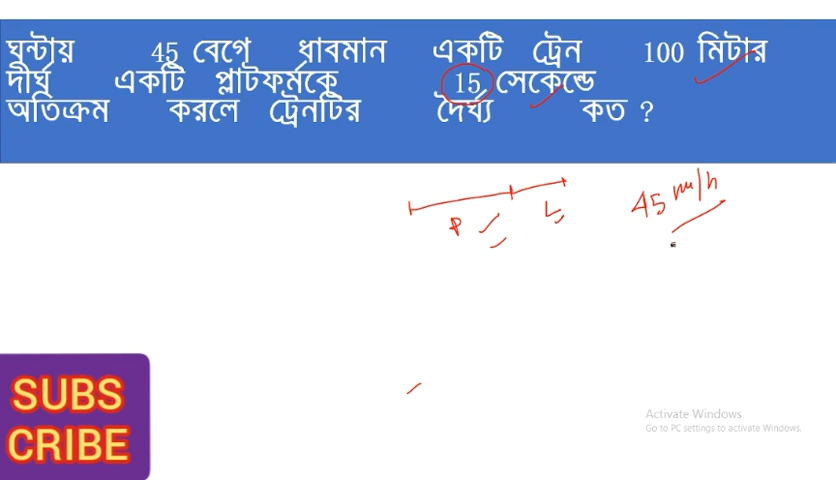 ঘন্টায় 45 বেগে ধাবমান একটি ট্রেন 100 মিটার
দীর্ঘ একটি প্লাটফর্মকে 15 সেকেন্ডে
অতিক্রম করলে ট্রেনটির দৈর্ঘ্য কত ?
45 m/h
P L
SUBS
CRIBE
Activate Windows
Go to PC settings to activate Windows.